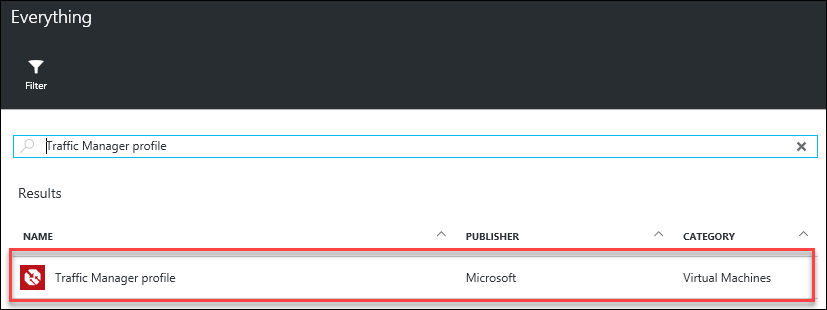 Everything
Filter
Traffic Manager profile
Results
NAME PUBLISHER CATEGORY
Traffic Manager profile Microsoft Virtual Machines